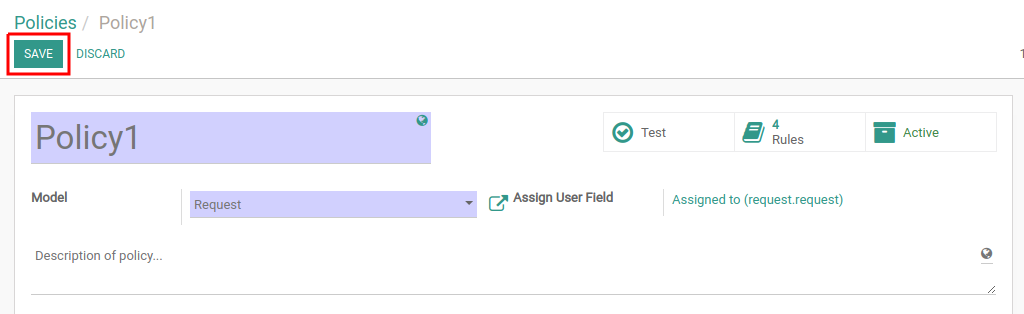 Policies / Policy1
SAVE DISCARD
1
Policy1
Test
4
Rules
Active
Model
Request
Assign User Field
Assigned to (request.request)
Description of policy...